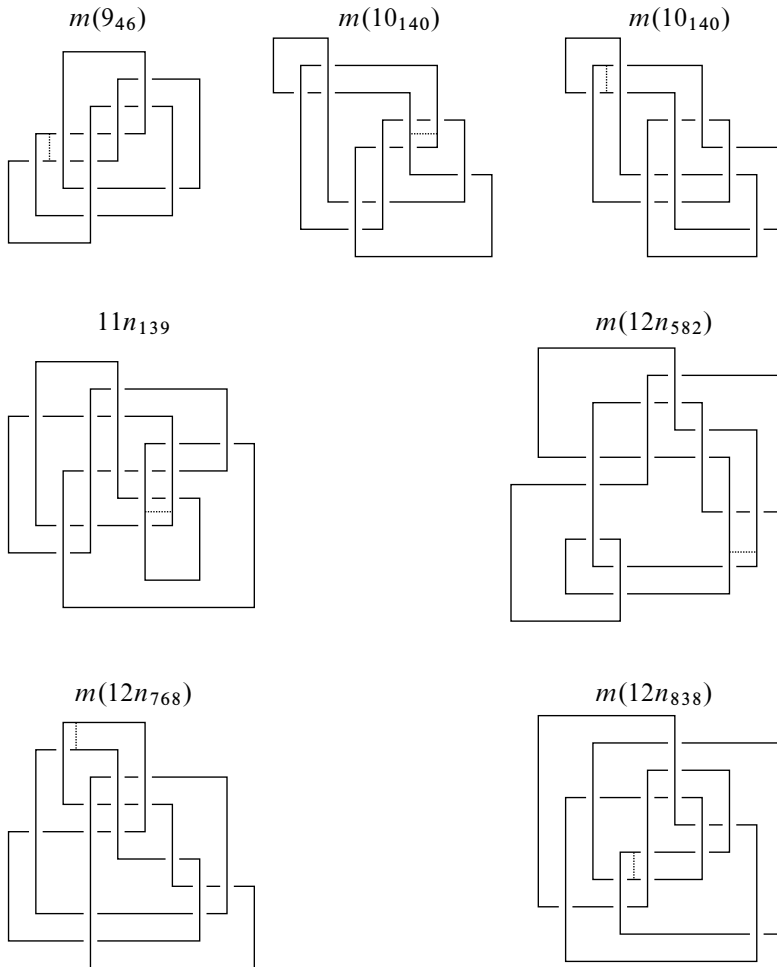 m(9₄₆) m(10₁₄₀) m(10₁₄₀)
11n₁₃₉ m(12n₅₈₂)
m(12n₇₆₈) m(12n₈₃₈)